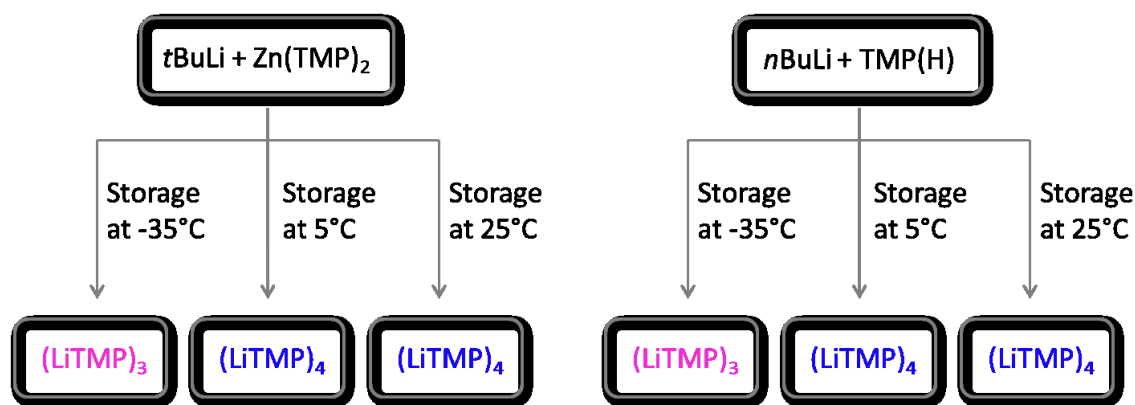 tBuLi + Zn(TMP)₂
nBuLi + TMP(H)
Storage
at -35°C
Storage
at 5°C
Storage
at 25°C
Storage
at -35°C
Storage
at 5°C
Storage
at 25°C
(LiTMP)₃
(LiTMP)₄
(LiTMP)₄
(LiTMP)₃
(LiTMP)₄
(LiTMP)₄